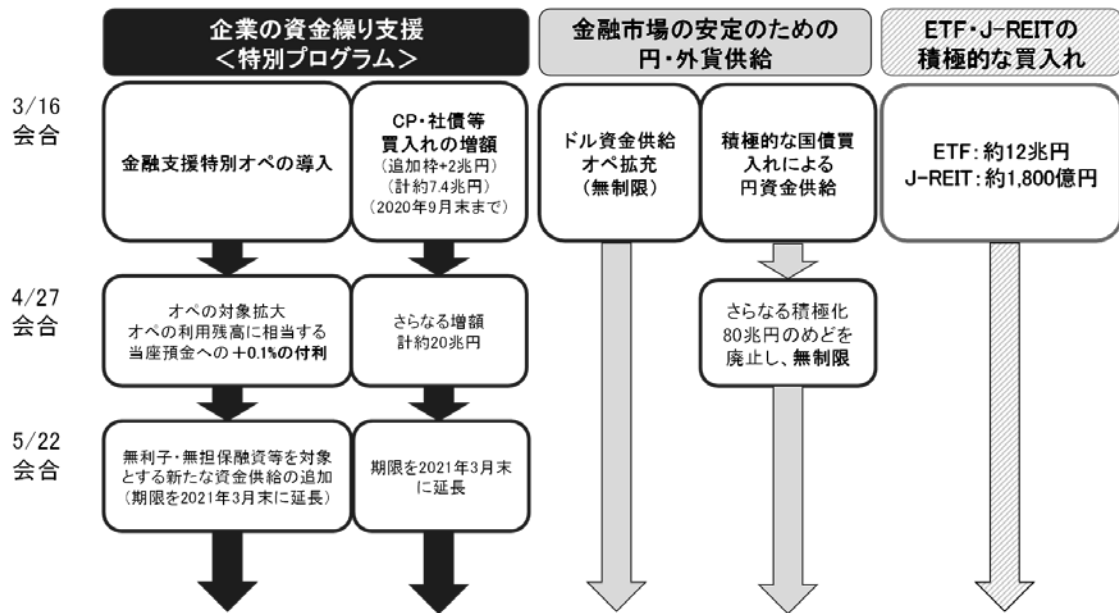 企業の資金繰り支援
<特別プログラム>
金融市場の安定のための
円・外貨供給
ETF・J-REITの
積極的な買入れ
3/16
会合
金融支援特別オペの導入
CP・社債等
買入れの増額
(追加枠+2兆円)
(計約7.4兆円)
(2020年9月末まで)
ドル資金供給
オペ拡充
(無制限)
積極的な国債買
入れによる
円資金供給
ETF:約12兆円
J-REIT:約1,800億円
4/27
会合
オペの対象拡大
オペの利用残高に相当する
当座預金への+0.1%の付利
さらなる増額
計約20兆円
さらなる積極化
80兆円のめどを
廃止し、無制限
5/22
会合
無利子・無担保融資等を対象
とする新たな資金供給の追加
(期限を2021年3月末に延長)
期限を2021年3月末
に延長